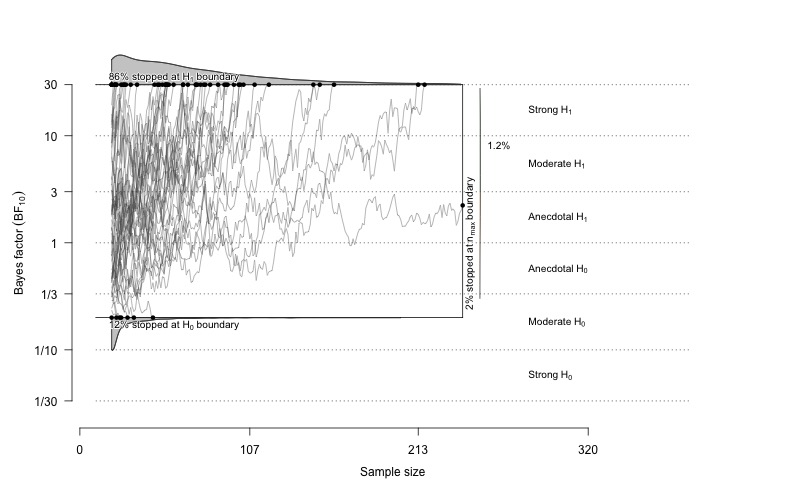 86% stopped at H₁ boundary
30
10
3
1
1/3
1/10
1/30
Bayes factor (BF₁₀)
12% stopped at H₀ boundary
2% stopped at nₘₐₓ boundary
1.2%
Strong H₁
Moderate H₁
Anecdotal H₁
Anecdotal H₀
Moderate H₀
Strong H₀
0
107
213
320
Sample size